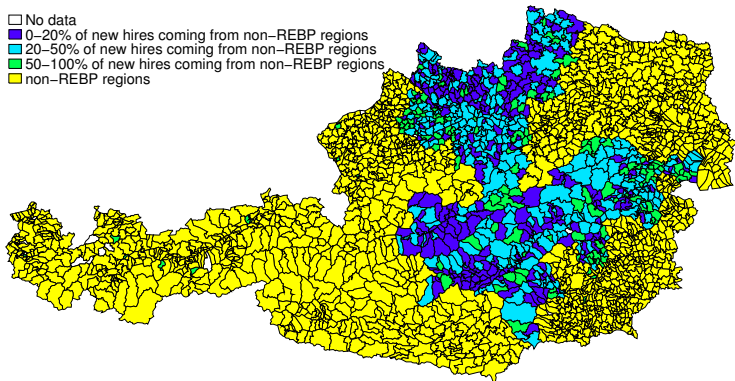 No data
0−20% of new hires coming from non−REBP regions
20−50% of new hires coming from non−REBP regions
50−100% of new hires coming from non−REBP regions
non−REBP regions